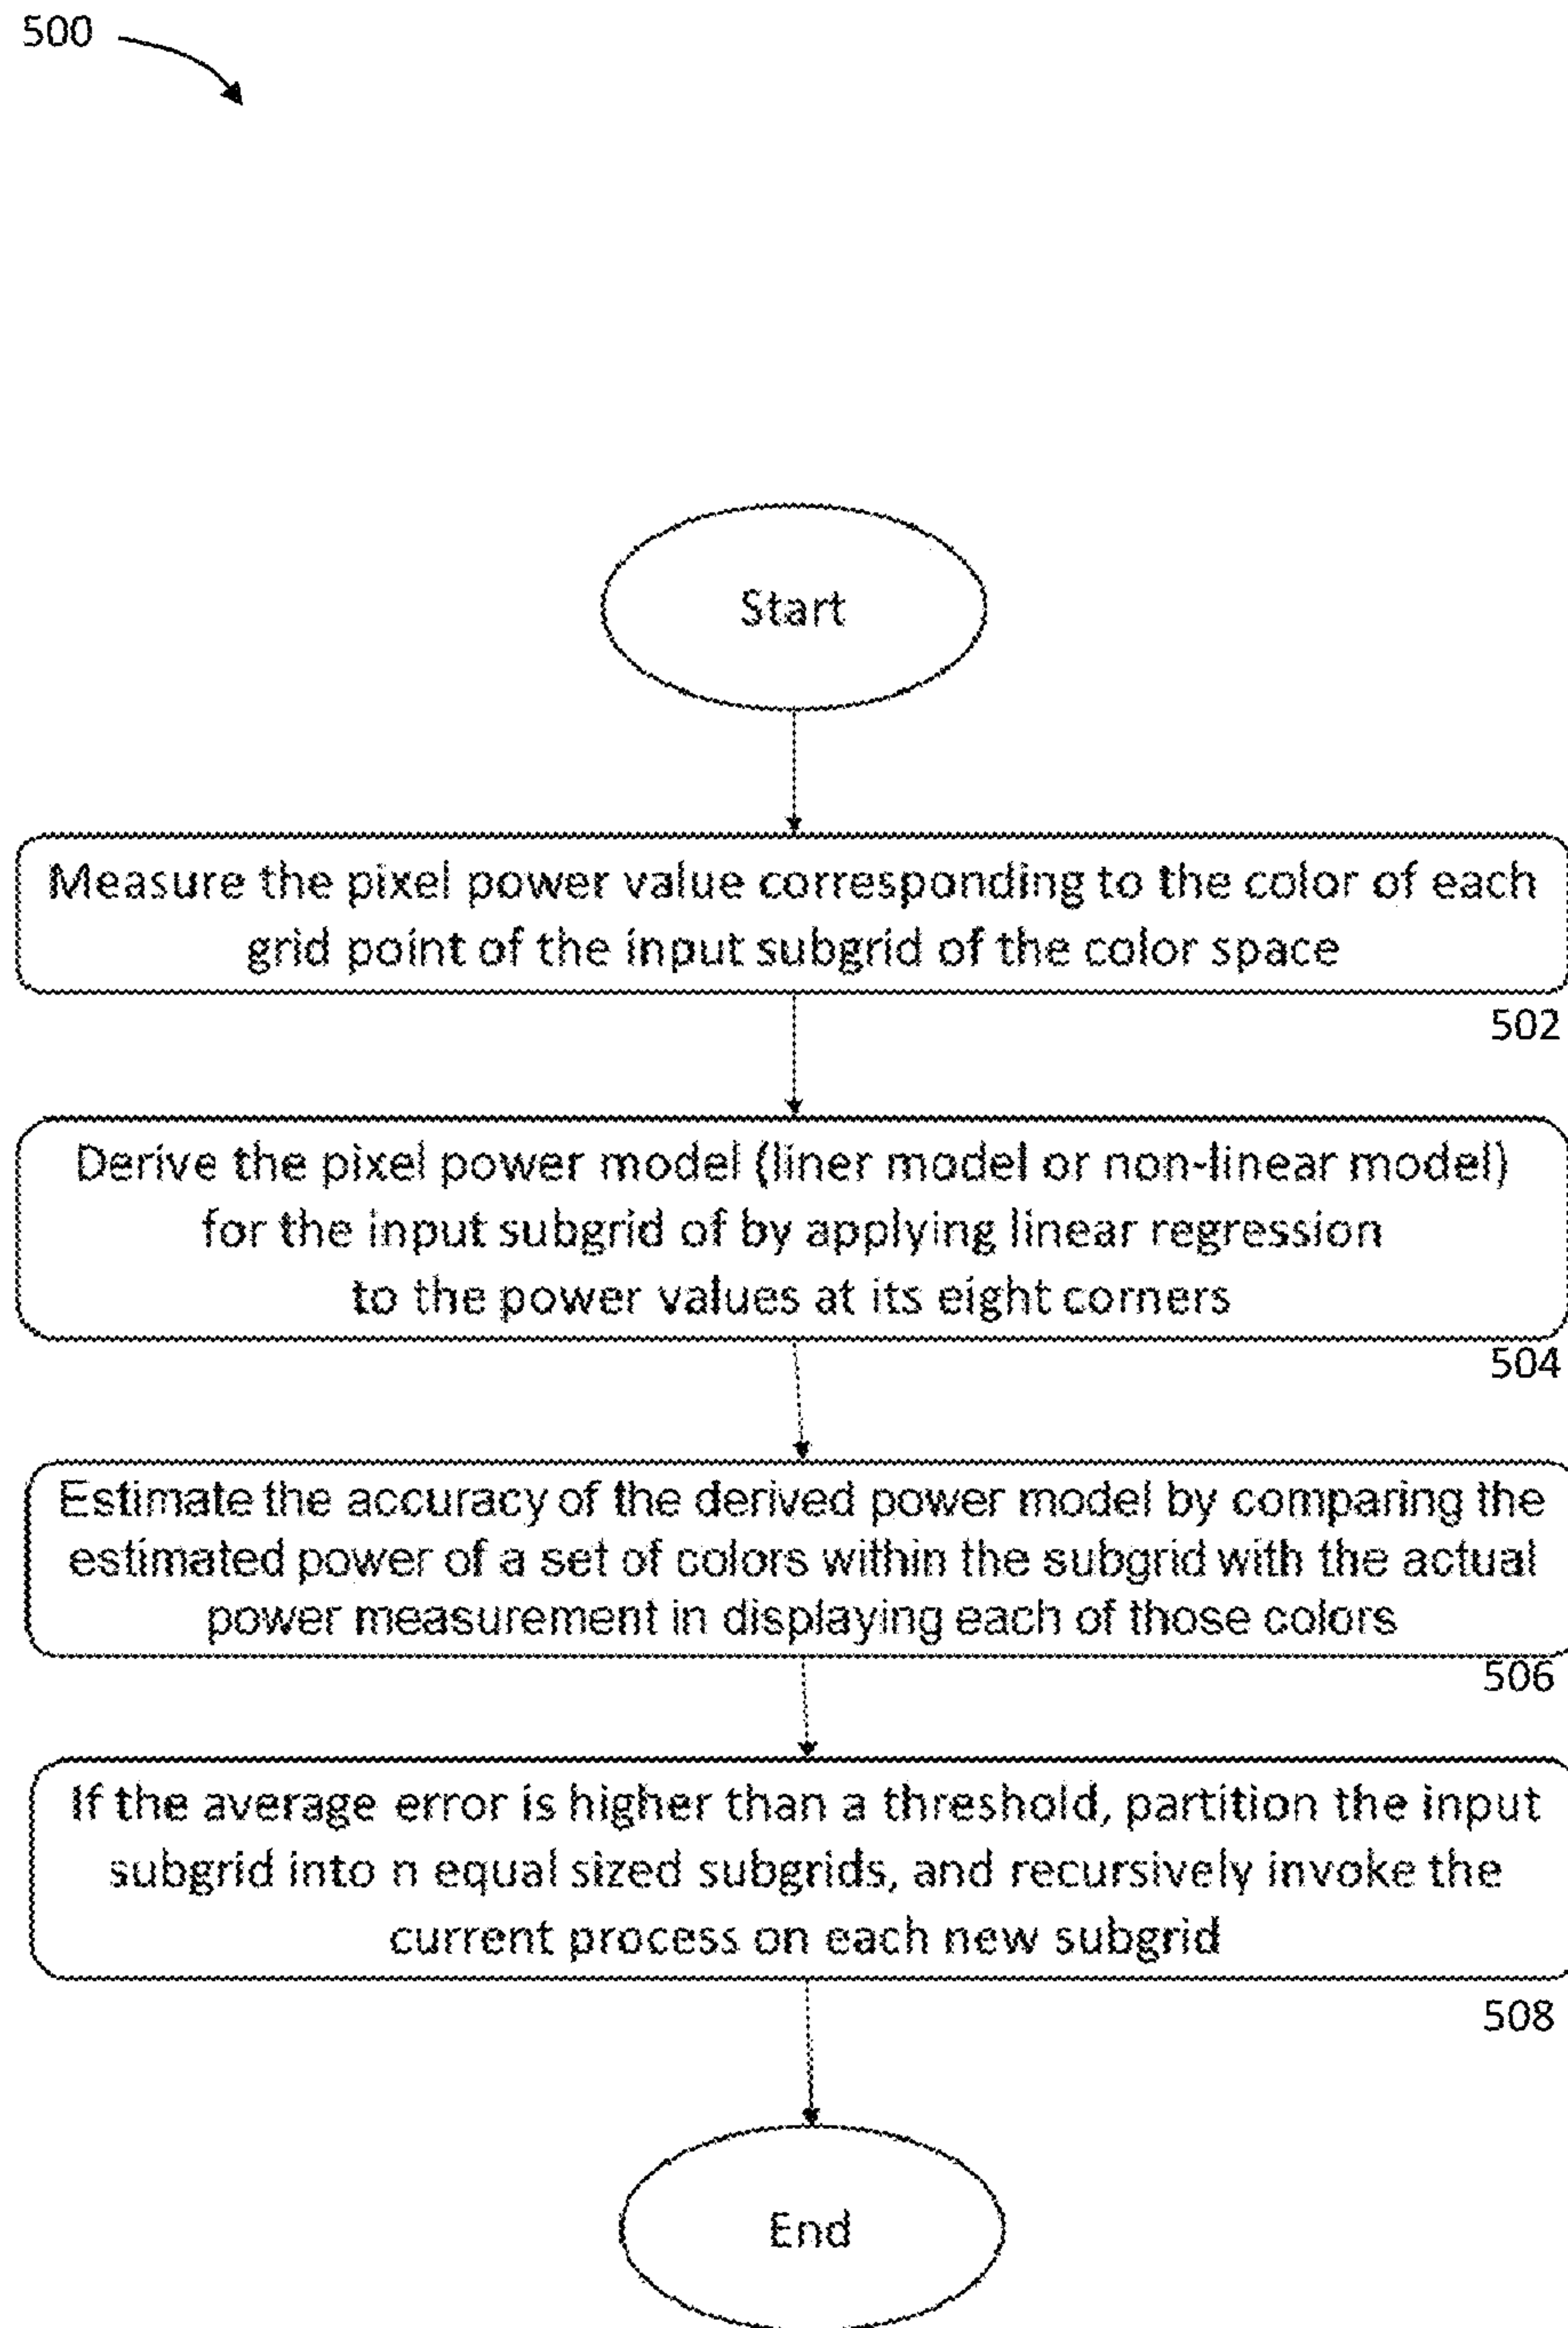 500
Start
Measure the pixel power value corresponding to the color of each
grid point of the input subgrid of the color space
502
Derive the pixel power model (liner model or non-linear model)
for the input subgrid of by applying linear regression
to the power values at its eight corners
504
Estimate the accuracy of the derived power model by comparing the
estimated power of a set of colors within the subgrid with the actual
power measurement in displaying each of those colors
506
If the average error is higher than a threshold, partition the input
subgrid into n equal sized subgrids, and recursively invoke the
current process on each new subgrid
508
End